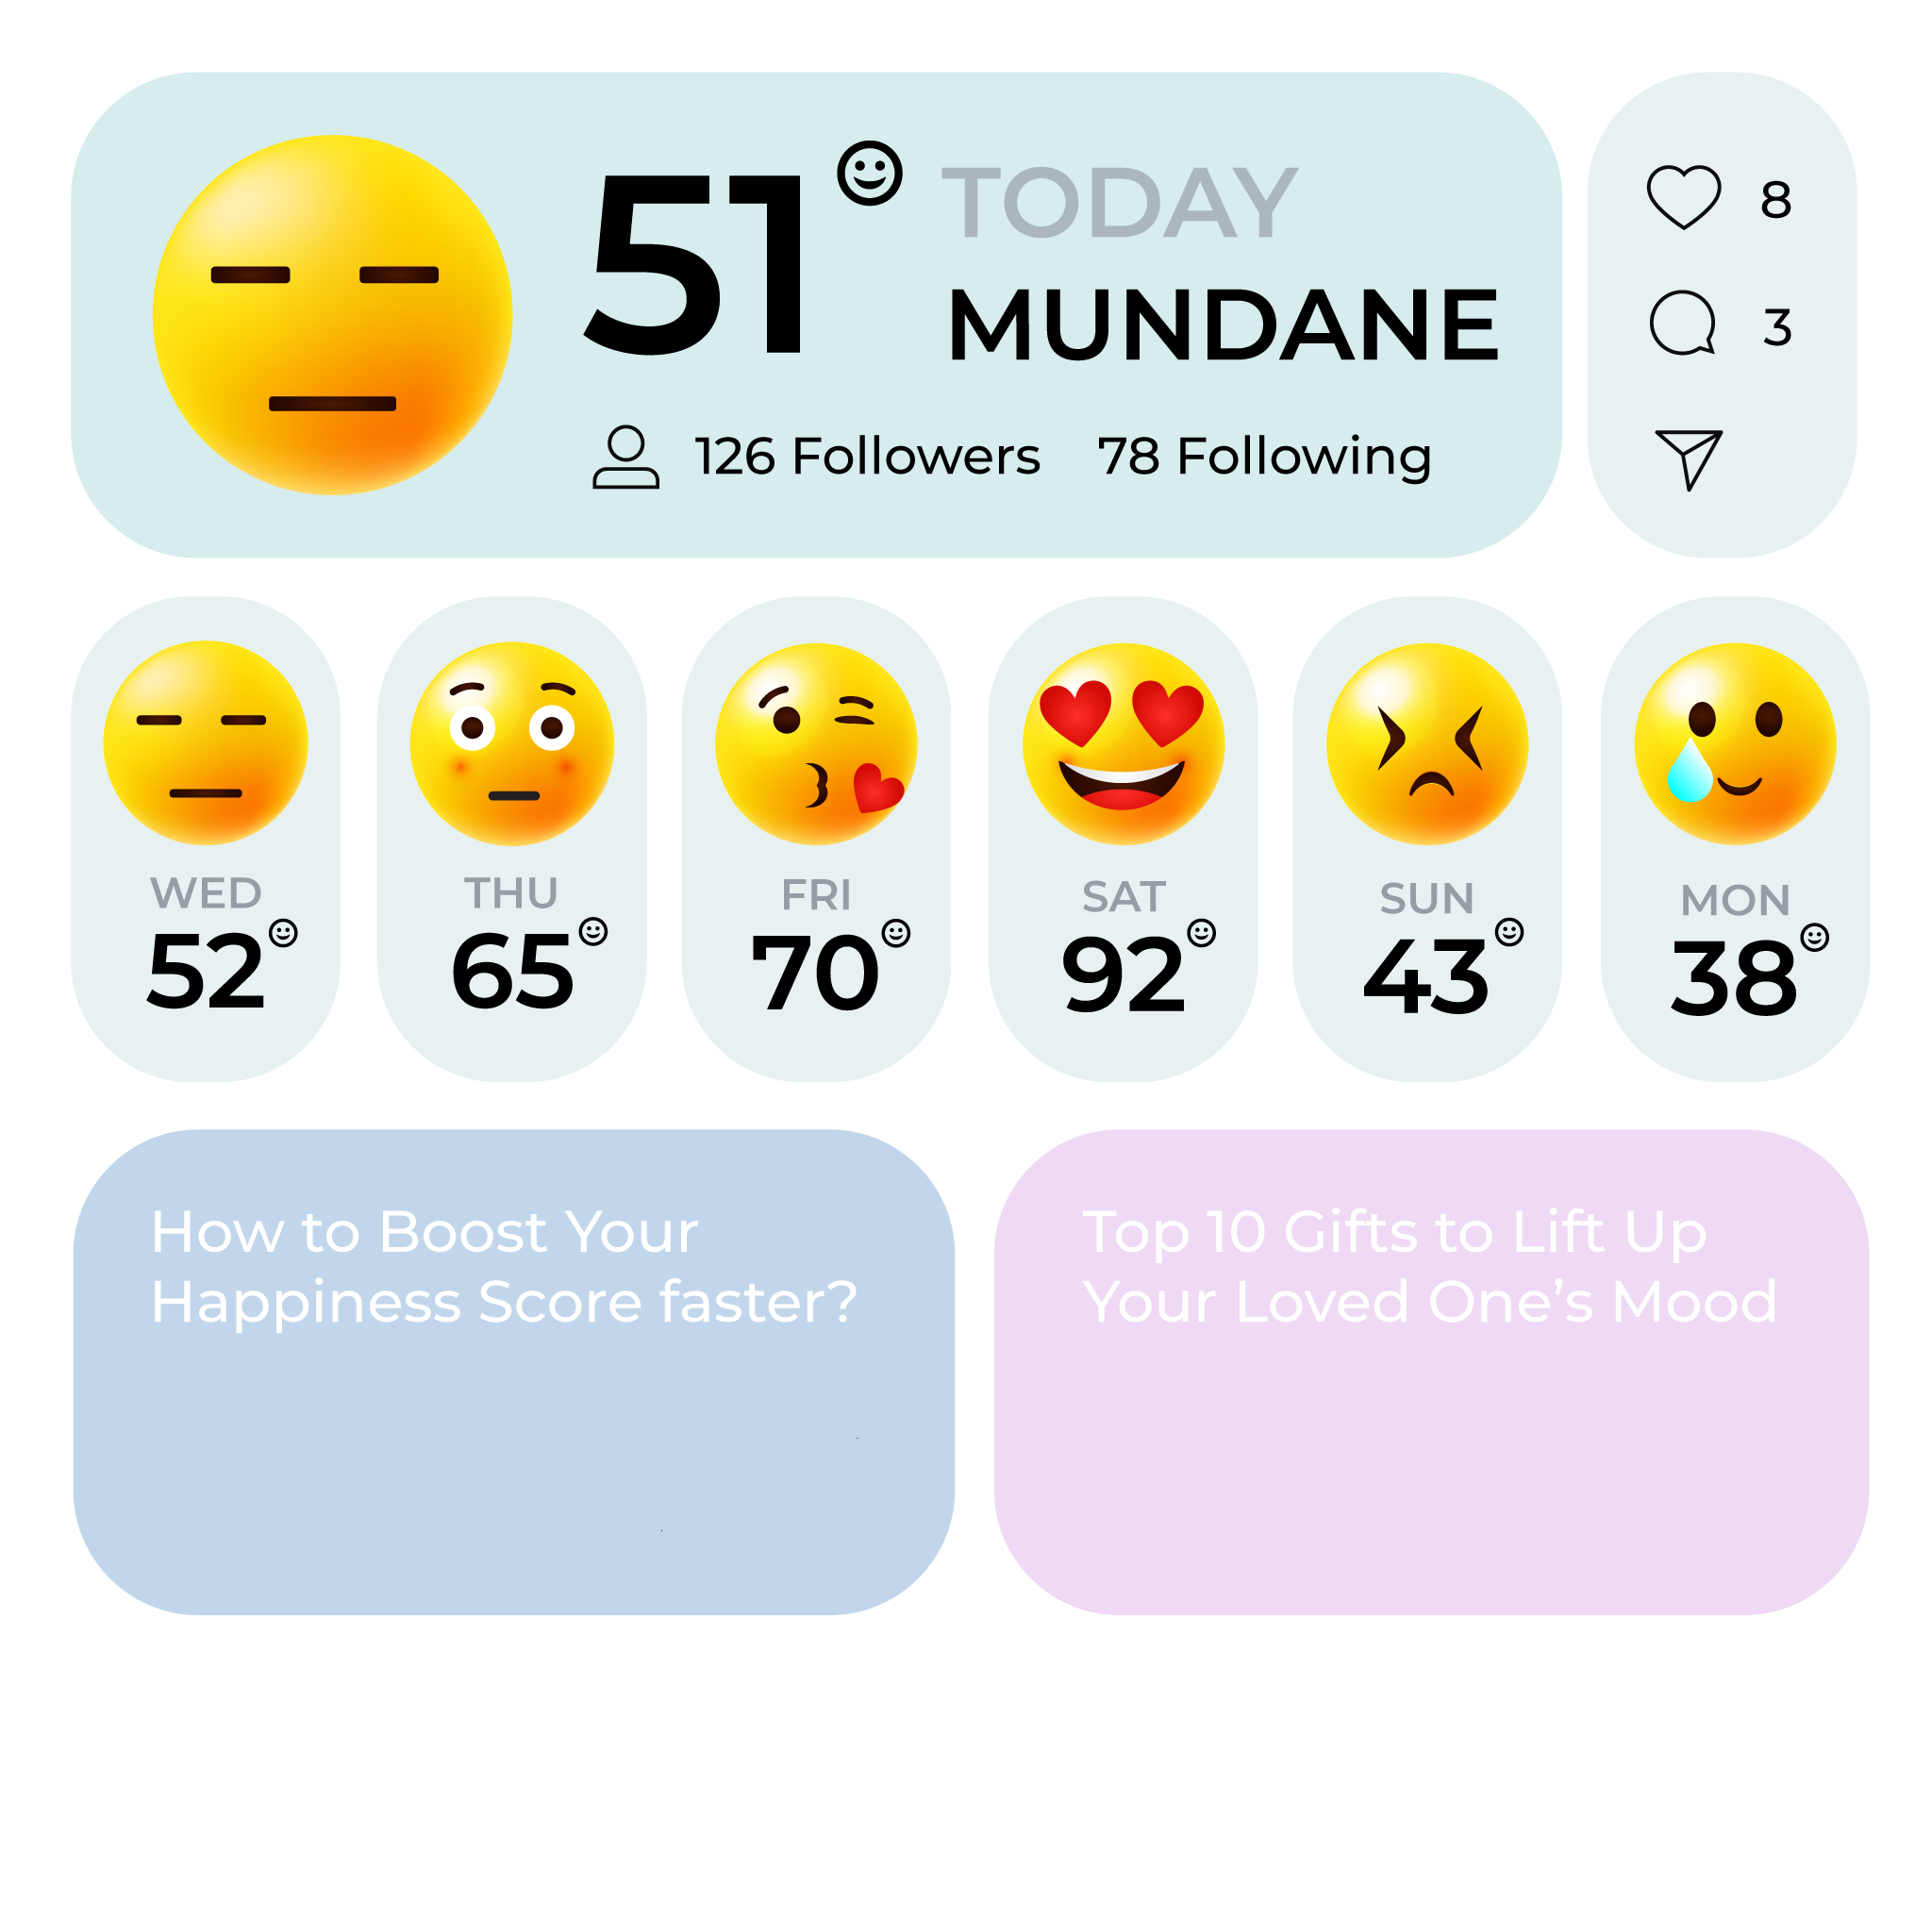 51 TODAY
MUNDANE
126 Followers 78 Following
8
3
WED THU FRI SAT SUN MON
52 65 70 92 43 38
How to Boost Your
Happiness Score faster?
Top 10 Gifts to Lift Up
Your Loved One’s Mood